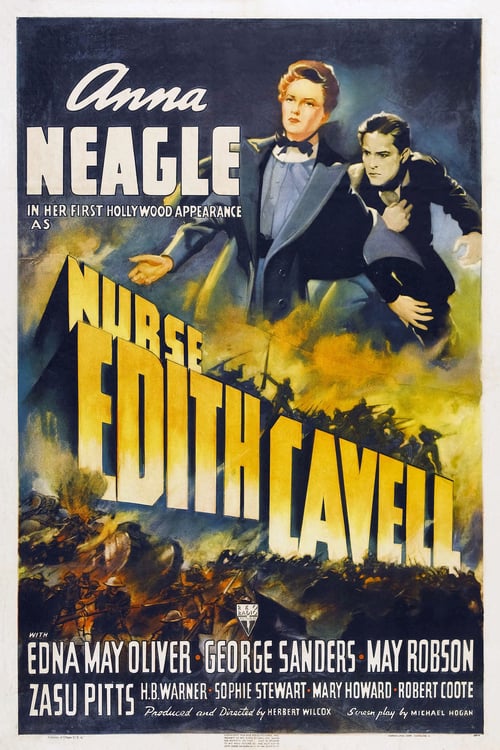 Anna
NEAGLE
IN HER FIRST HOLLYWOOD APPEARANCE
AS
NURSE
EDITH CAVELL
RKO
RADIO
WITH
EDNA MAY OLIVER · GEORGE SANDERS · MAY ROBSON
ZASU PITTS · H.B. WARNER · SOPHIE STEWART · MARY HOWARD · ROBERT COOTE
Produced and Directed by HERBERT WILCOX Screen play by MICHAEL HOGAN